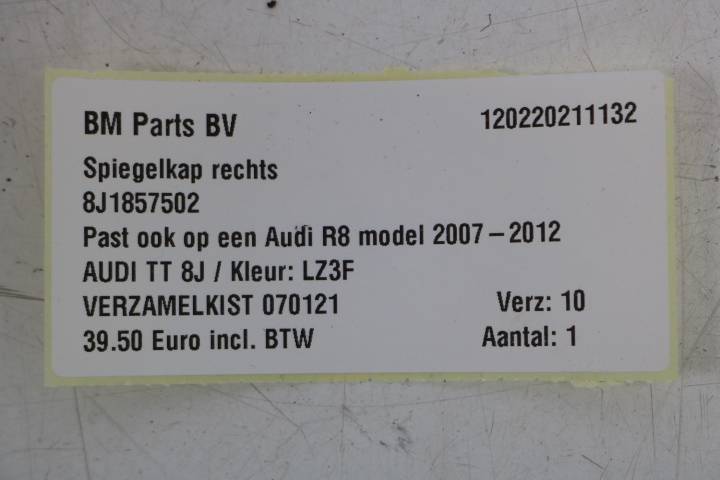 BM Parts BV 120220211132
Spiegelkap rechts
8J1857502
Past ook op een Audi R8 model 2007 – 2012
AUDI TT 8J / Kleur: LZ3F
VERZAMELKIST 070121 Verz: 10
39.50 Euro incl. BTW Aantal: 1